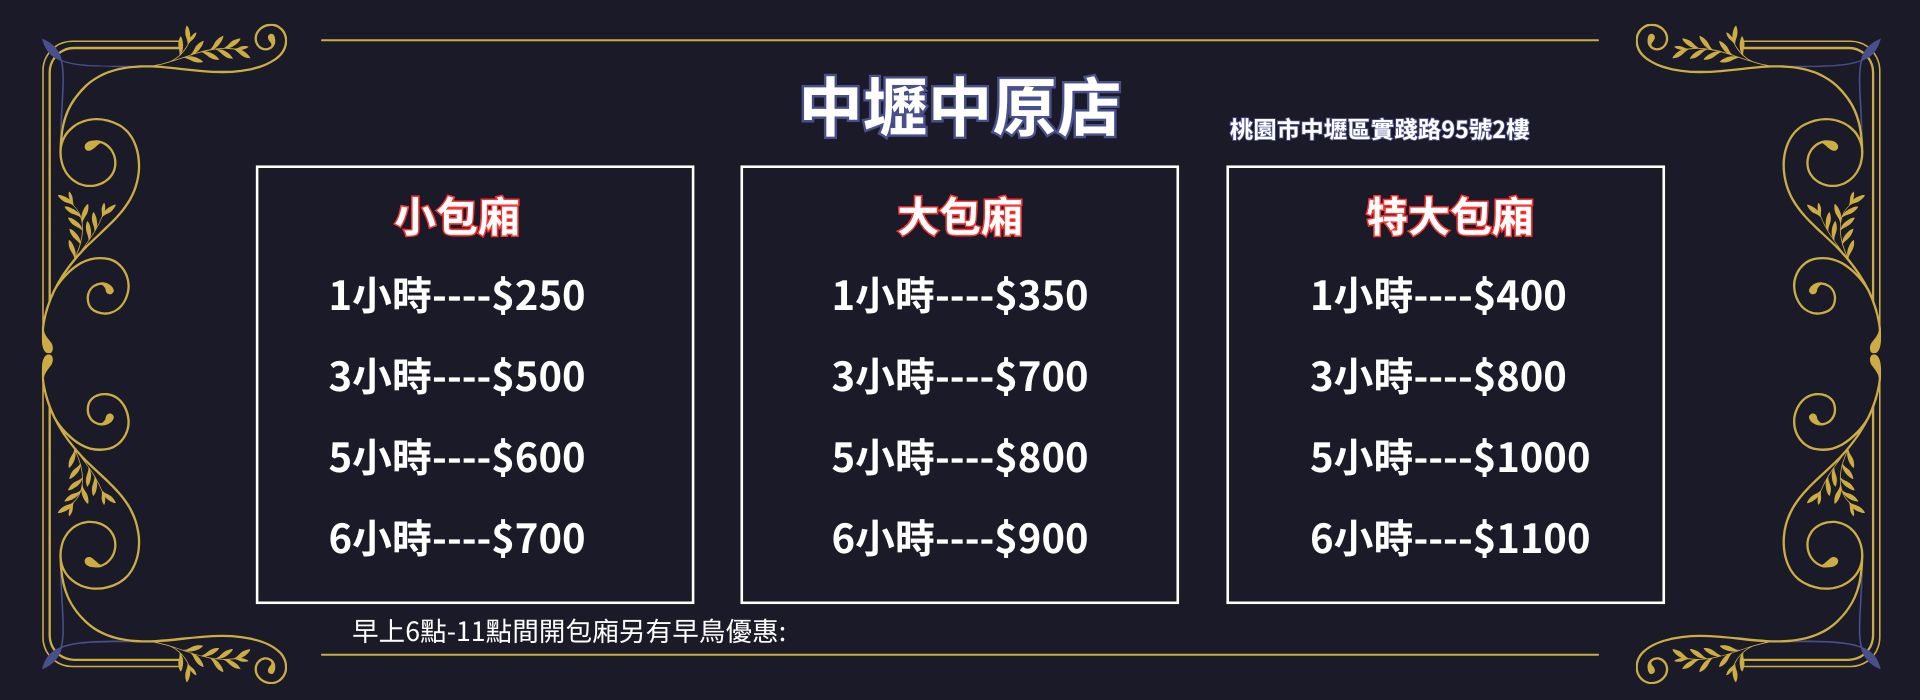 中壢中原店
桃園市中壢區實踐路95號2樓
小包廂
1小時----$250
3小時----$500
5小時----$600
6小時----$700
大包廂
1小時----$350
3小時----$700
5小時----$800
6小時----$900
特大包廂
1小時----$400
3小時----$800
5小時----$1000
6小時----$1100
早上6點-11點間開包廂另有早鳥優惠: